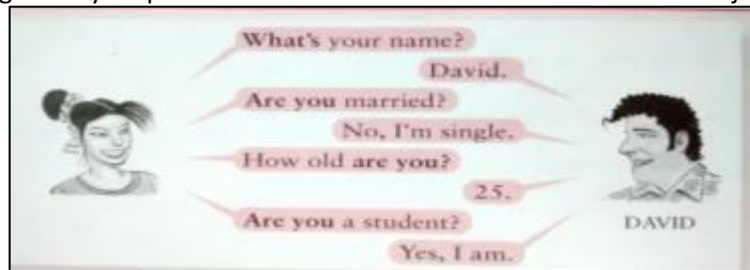 What's your name?
David.
Are you married?
No, I'm single.
How old are you?
25.
Are you a student?
Yes, I am.
DAVID